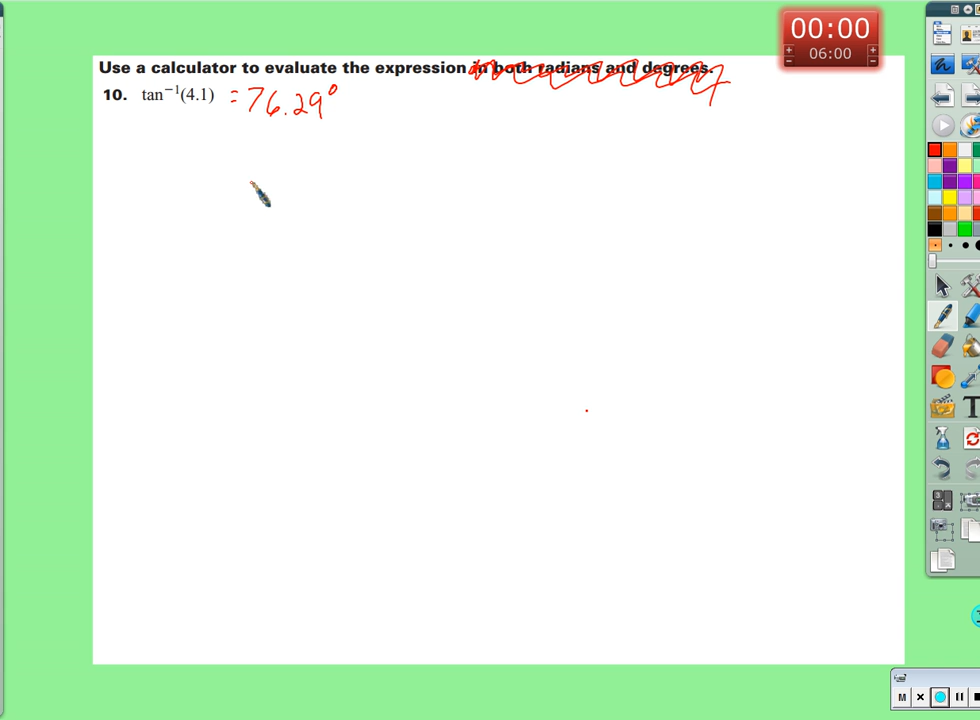 00:00
06:00
Use a calculator to evaluate the expression in both radians and degrees.
10. tan⁻¹(4.1) = 76.29°
T
M